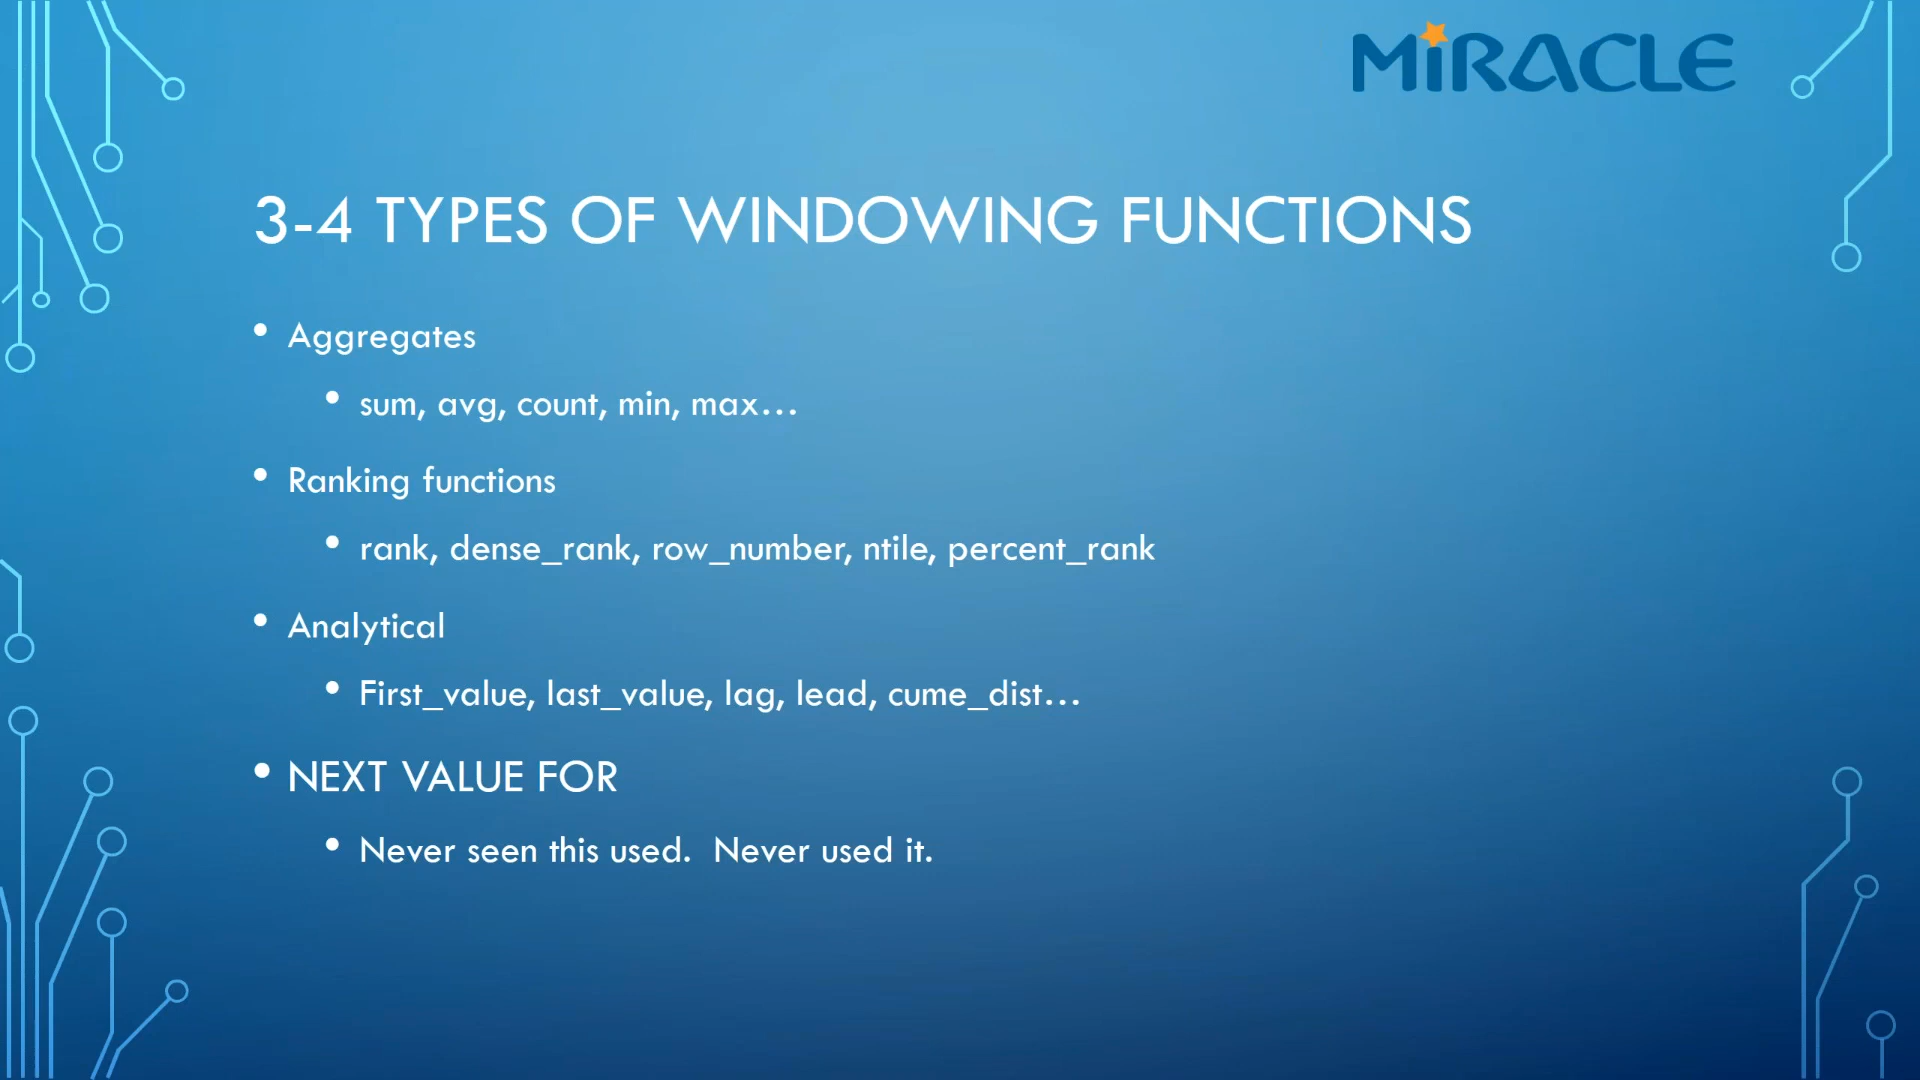 MiRACLE
3-4 TYPES OF WINDOWING FUNCTIONS
• Aggregates
• sum, avg, count, min, max…
• Ranking functions
• rank, dense_rank, row_number, ntile, percent_rank
• Analytical
• First_value, last_value, lag, lead, cume_dist…
• NEXT VALUE FOR
• Never seen this used.  Never used it.